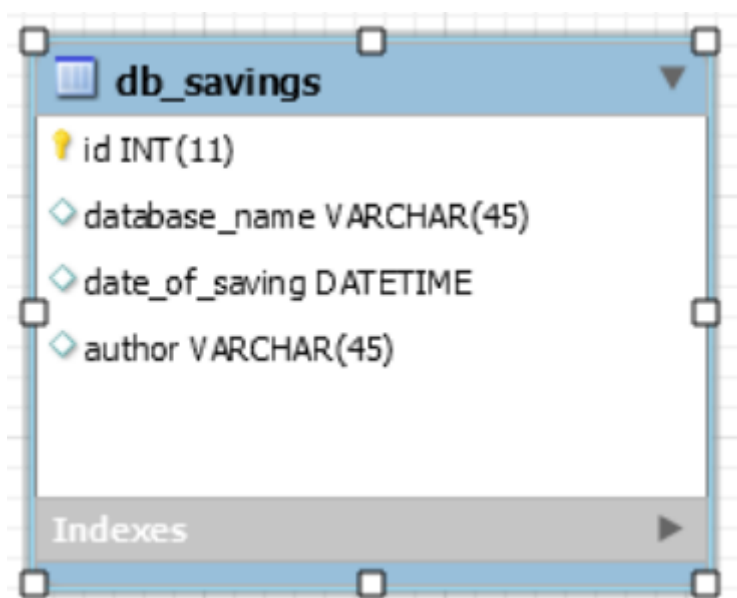 db_savings
id INT(11)
database_name VARCHAR(45)
date_of_saving DATETIME
author VARCHAR(45)
Indexes